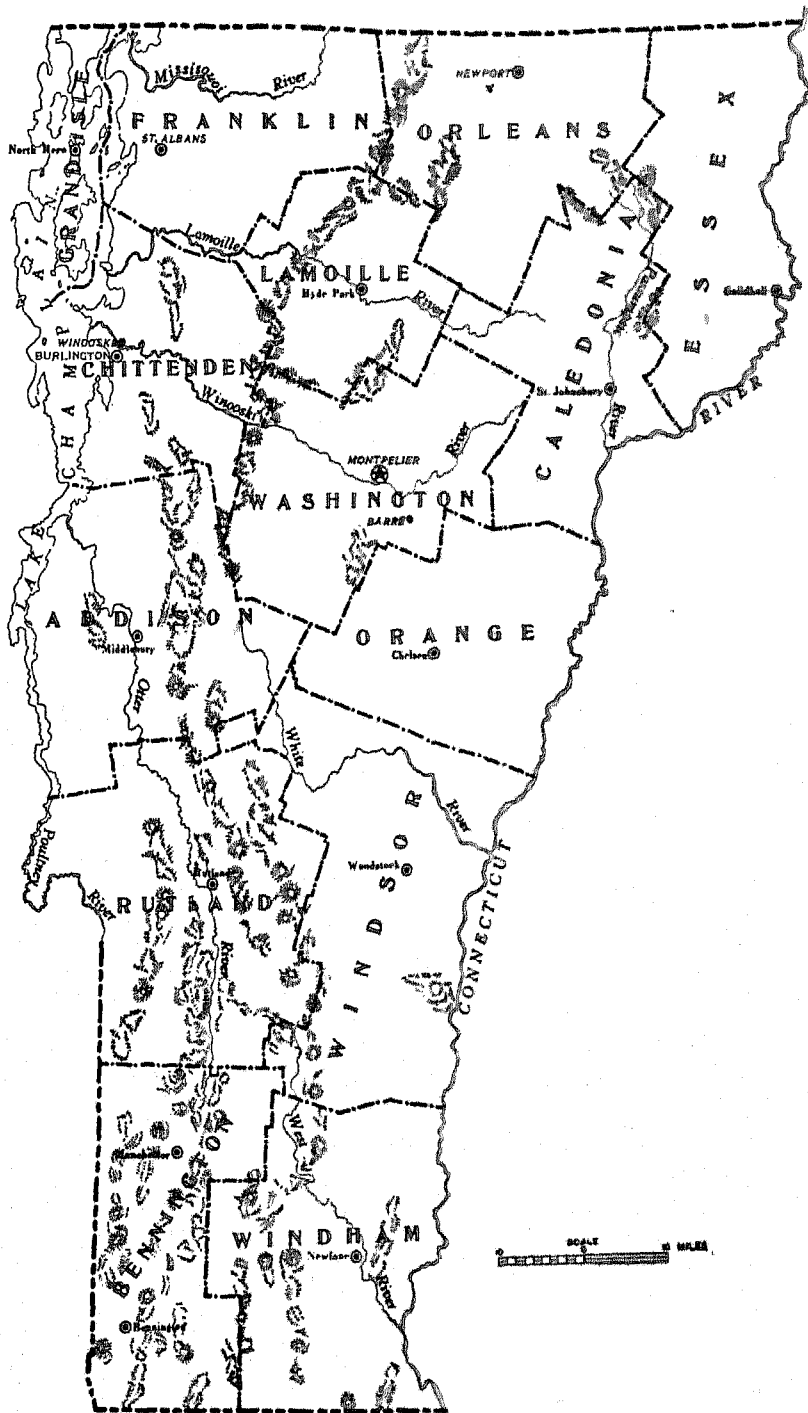 Missisquoi
River
NEWPORT
FRANKLIN
ORLEANS
ST. ALBANS
North Hero
GRAND ISLE
ESSEX
Lamoille
LAMOILLE
Hyde Park
River
CALEDONIA
Guildhall
WINOOSKI
BURLINGTON
CHITTENDEN
Winooski
River
St. Johnsbury
River
RIVER
LAKE CHAMPLAIN
MONTPELIER
WASHINGTON
BARRE
ADDISON
Middlebury
Otter
ORANGE
Chelsea
White
River
Poultney
River
Rutland
RUTLAND
River
Woodstock
WINDSOR
CONNECTICUT
West
Manchester
BENNINGTON
WINDHAM
Newfane
River
Bennington
SCALE
MILES